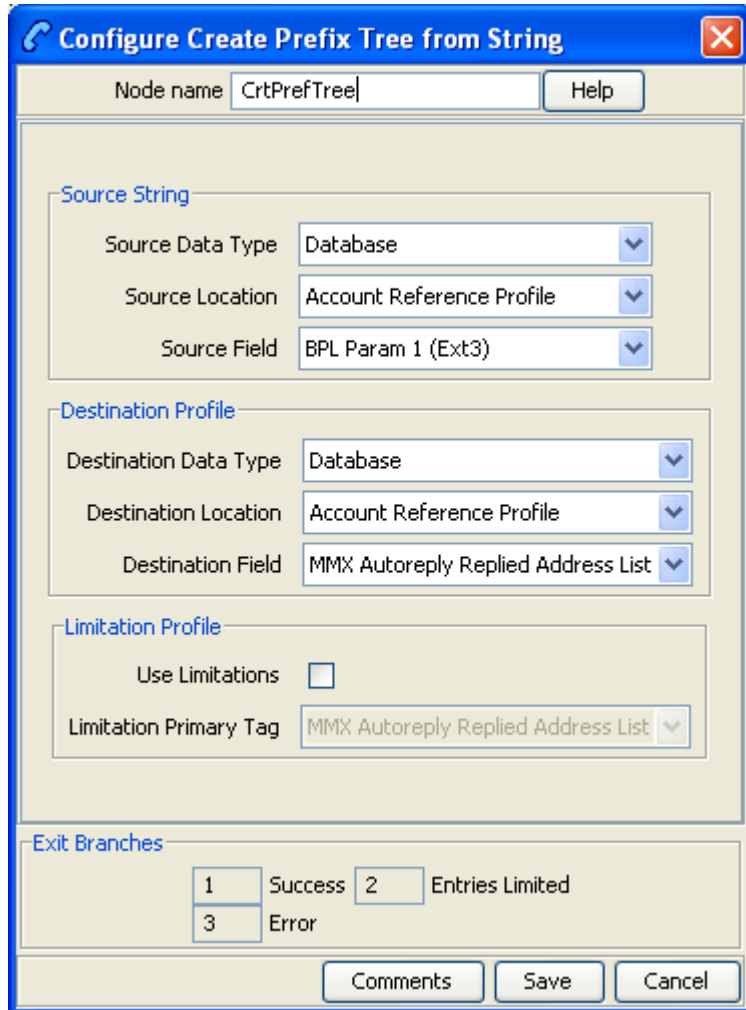 Configure Create Prefix Tree from String
Node name CrtPrefTree Help
Source String
Source Data Type Database
Source Location Account Reference Profile
Source Field BPL Param 1 (Ext3)
Destination Profile
Destination Data Type Database
Destination Location Account Reference Profile
Destination Field MMX Autoreply Replied Address List
Limitation Profile
Use Limitations
Limitation Primary Tag MMX Autoreply Replied Address List
Exit Branches
1 Success 2 Entries Limited
3 Error
Comments Save Cancel